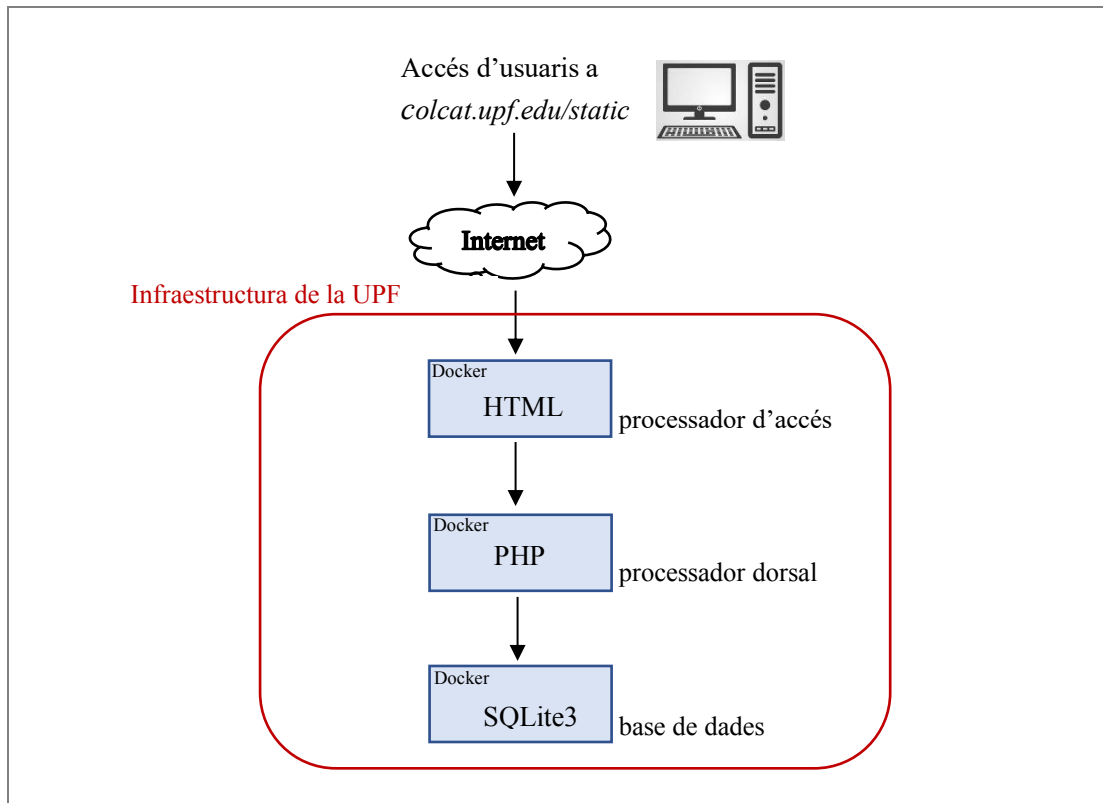 Accés d’usuaris a
colcat.upf.edu/static
Internet
Infraestructura de la UPF
Docker
HTML
processador d’accés
Docker
PHP
processador dorsal
Docker
SQLite3
base de dades